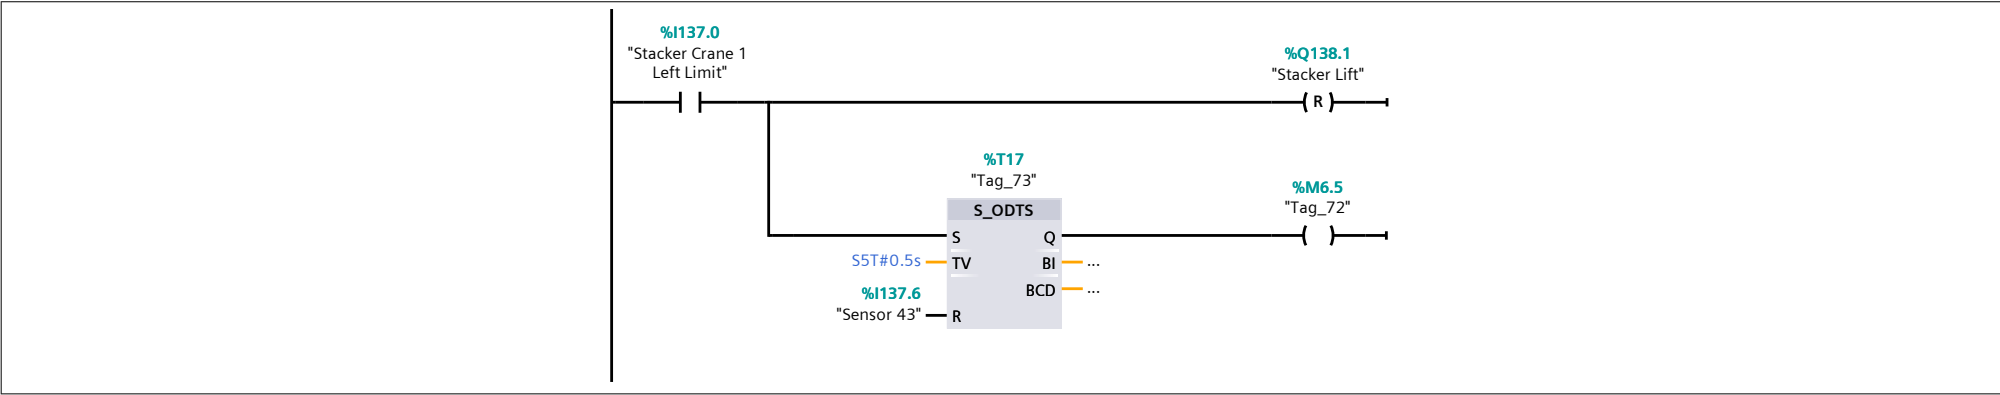 %I137.0
"Stacker Crane 1
Left Limit"
%Q138.1
"Stacker Lift"
R
%T17
"Tag_73"
%M6.5
"Tag_72"
S_ODTS
S Q
S5T#0.5s TV BI ...
BCD ...
%I137.6
"Sensor 43" R